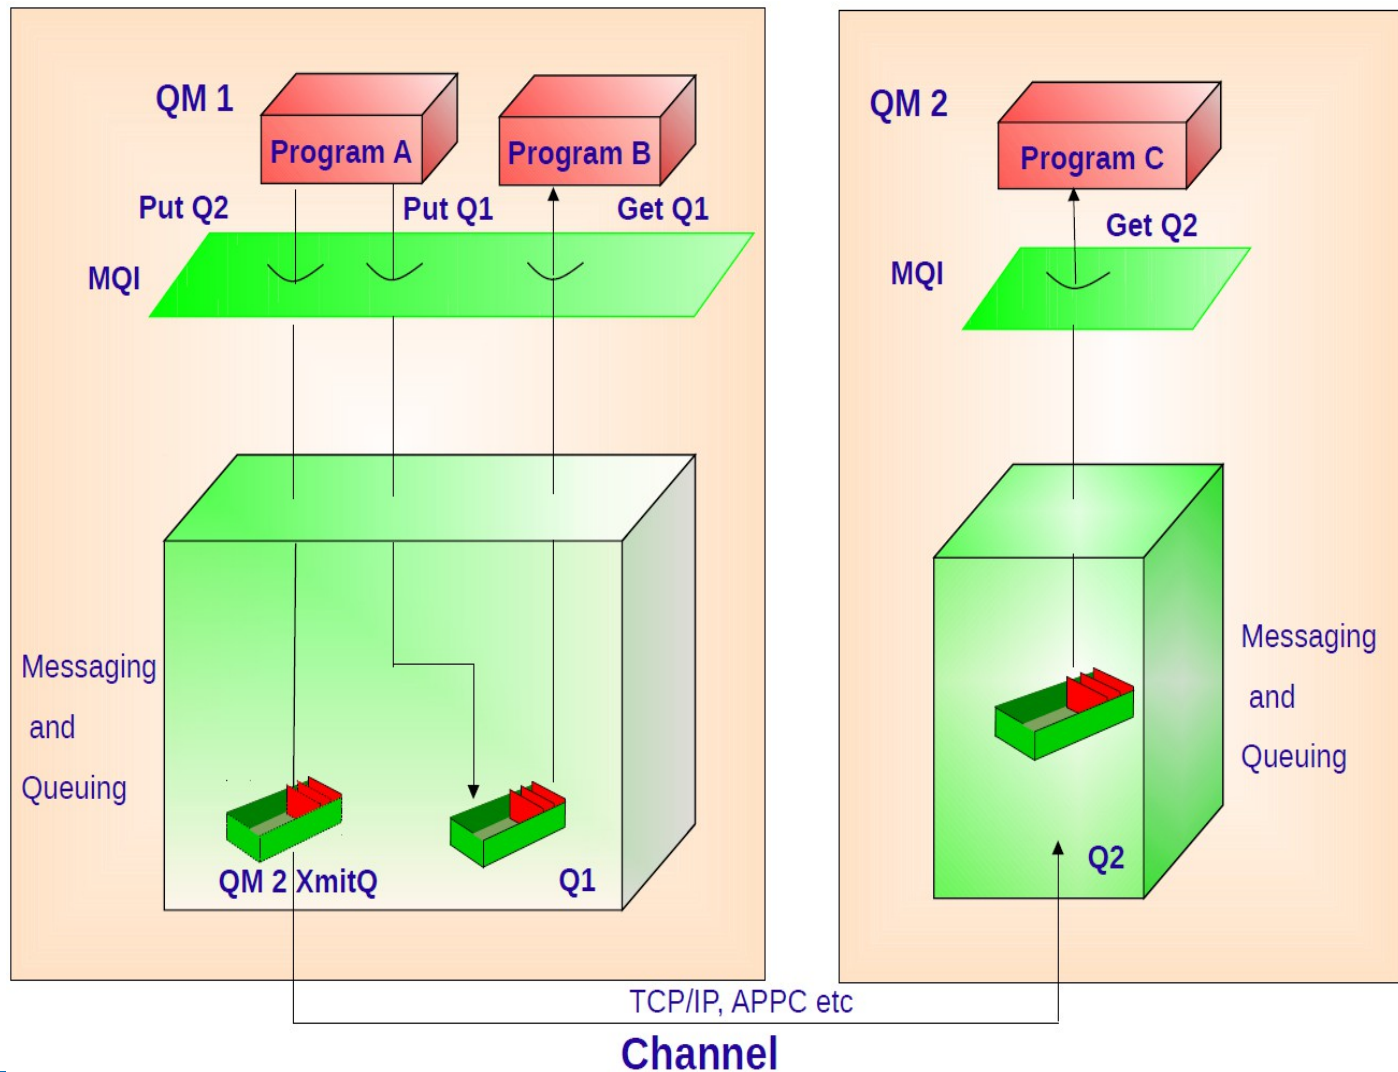 QM 1
Program A
Program B
Put Q2
Put Q1
Get Q1
MQI
Messaging
and
Queuing
QM 2 XmitQ
Q1
QM 2
Program C
Get Q2
MQI
Messaging
and
Queuing
Q2
TCP/IP, APPC etc
Channel